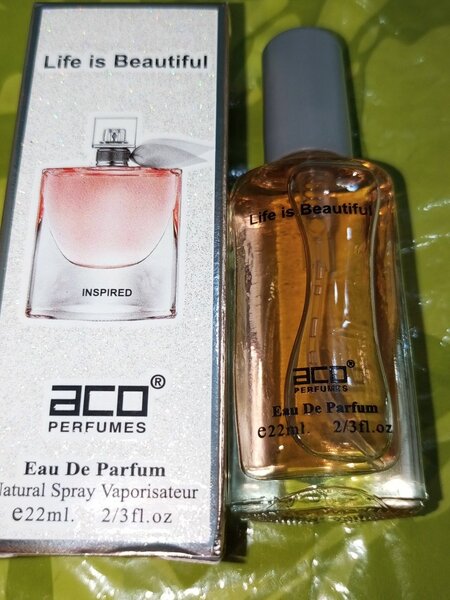 Life is Beautiful
INSPIRED
aco®
PERFUMES
Eau De Parfum
Natural Spray Vaporisateur
e22ml. 2/3fl.oz
Life is Beautiful
aco®
PERFUMES
Eau De Parfum
e22ml. 2/3fl.oz